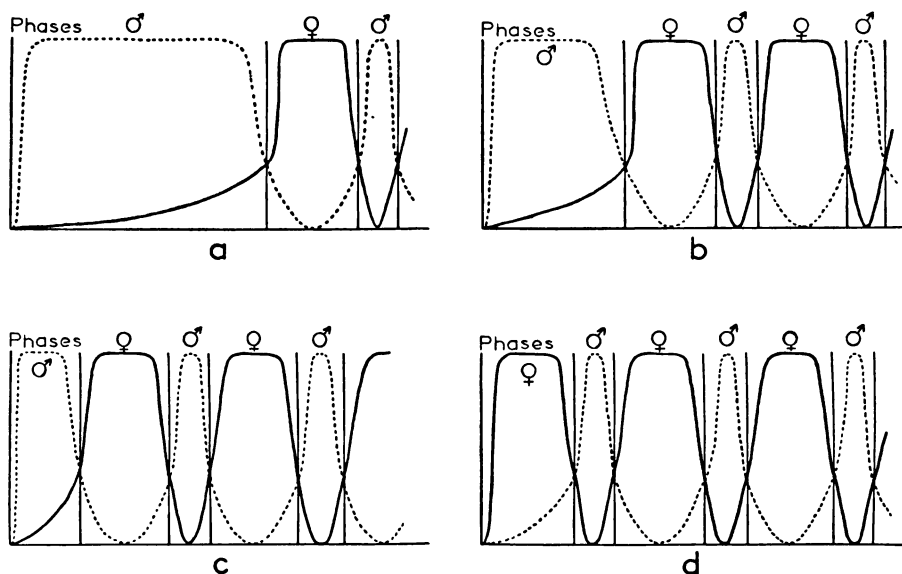 Phases ♂ ♀ ♂
a
Phases ♂ ♀ ♂ ♀ ♂
b
Phases ♂ ♀ ♂ ♀ ♂
c
Phases ♀ ♂ ♀ ♂ ♀ ♂
d